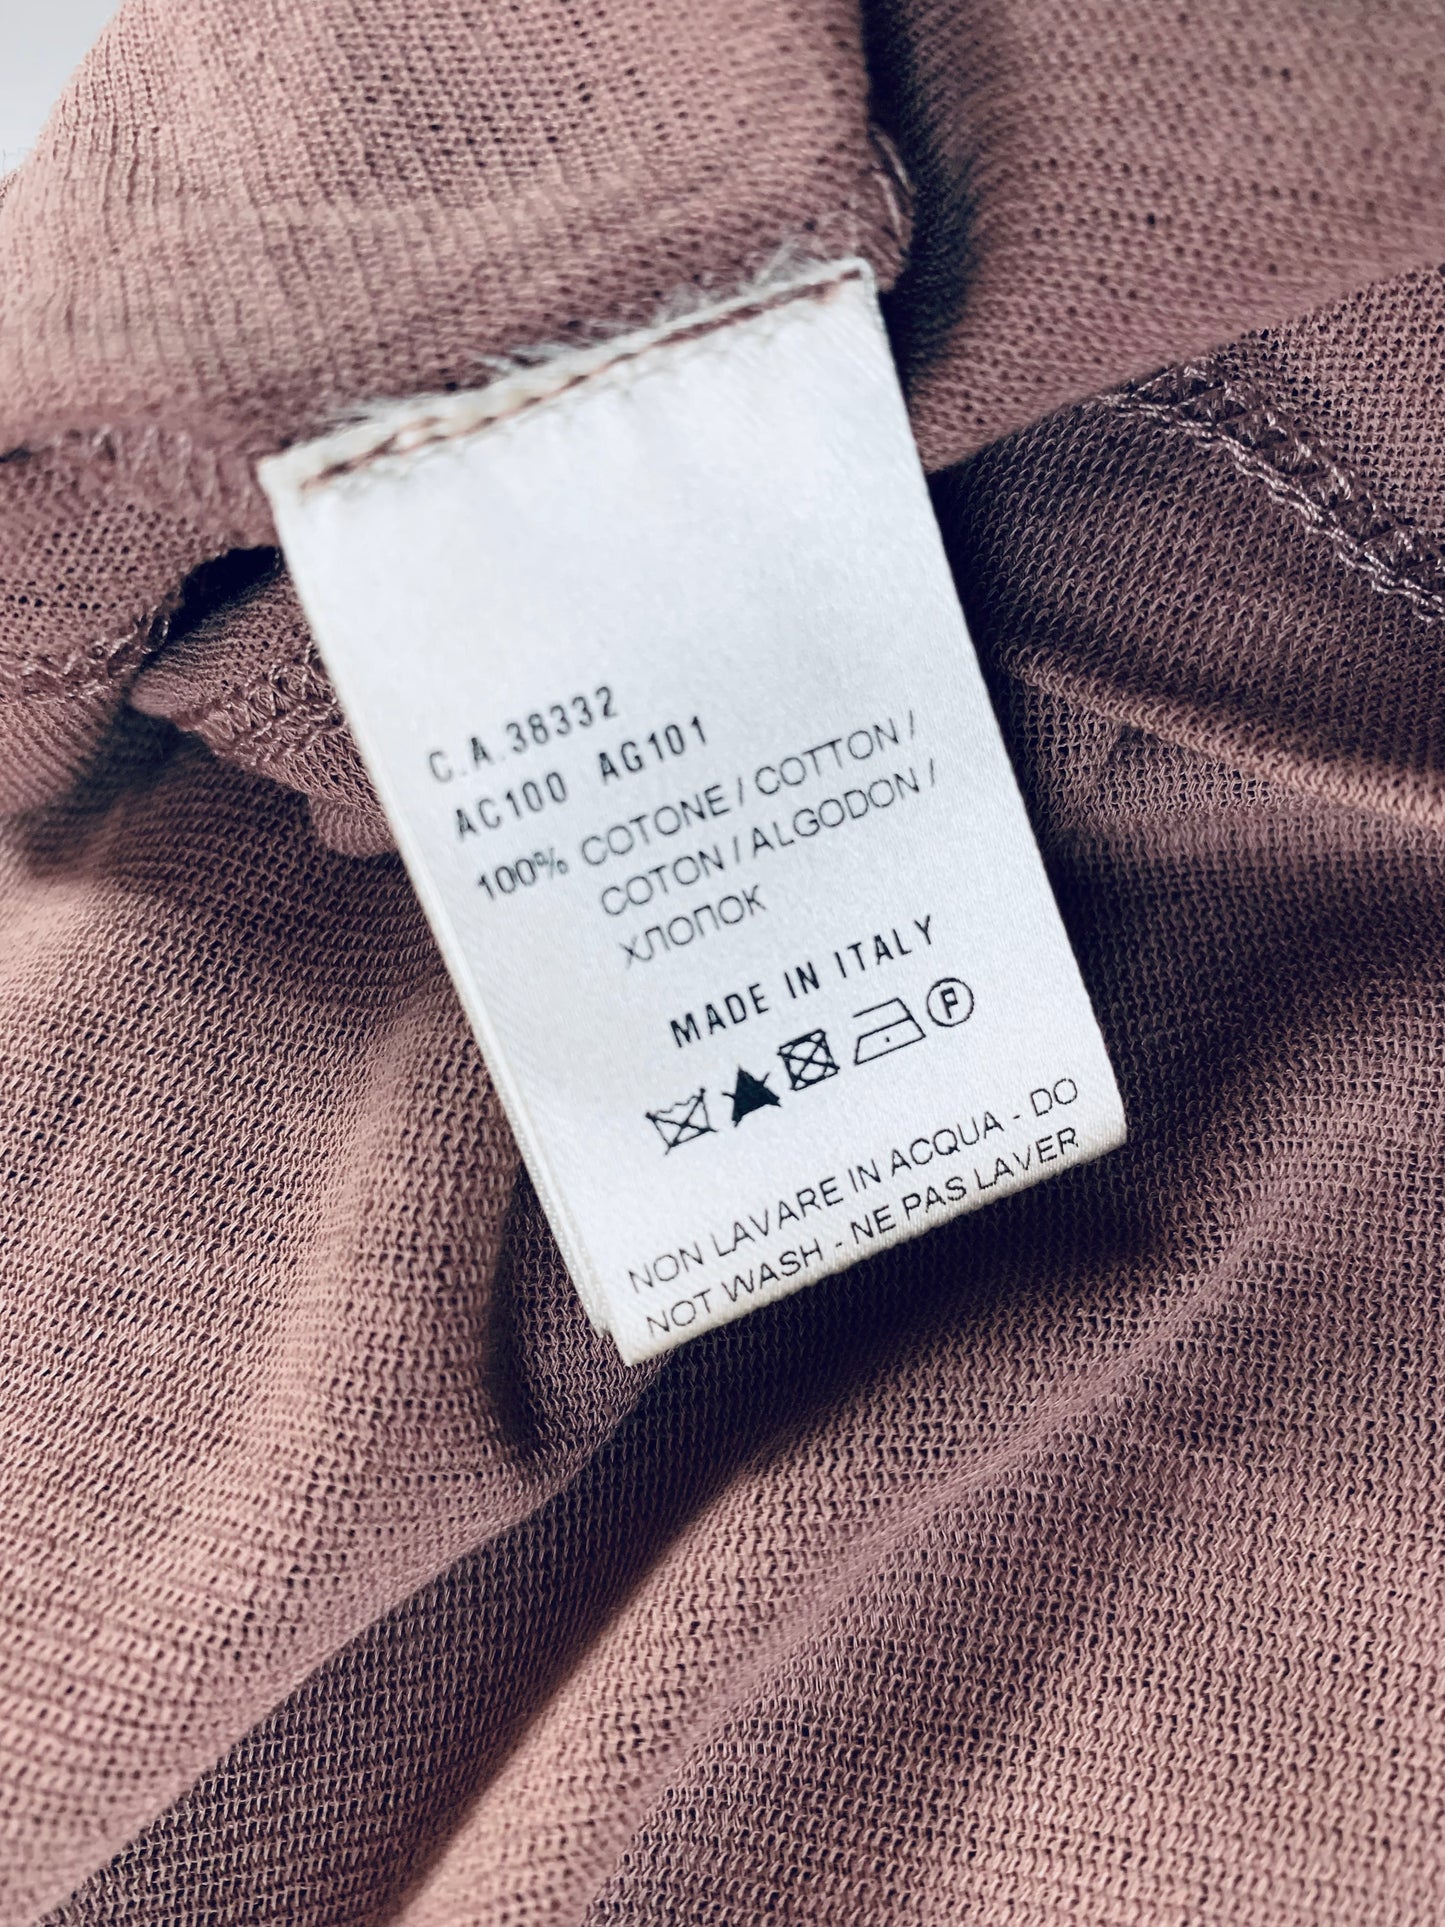 C.A.38332
AC100 AG101
100% COTONE / COTTON /
COTON / ALGODON /
ХЛОПОК
MADE IN ITALY
F
NON LAVARE IN ACQUA - DO
NOT WASH - NE PAS LAVER